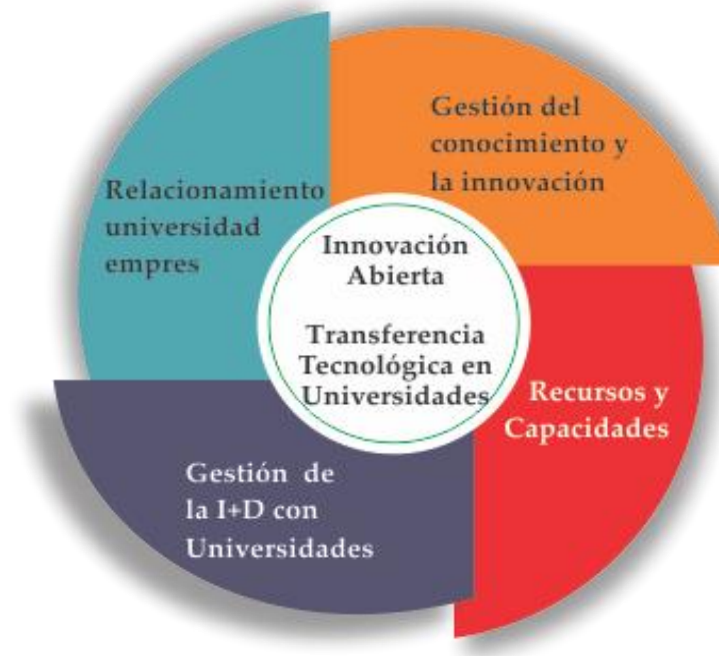 Gestión del
conocimiento y
la innovación
Relacionamiento
universidad
empres
Innovación
Abierta
Transferencia
Tecnológica en
Universidades
Recursos y
Capacidades
Gestión de
la I+D con
Universidades